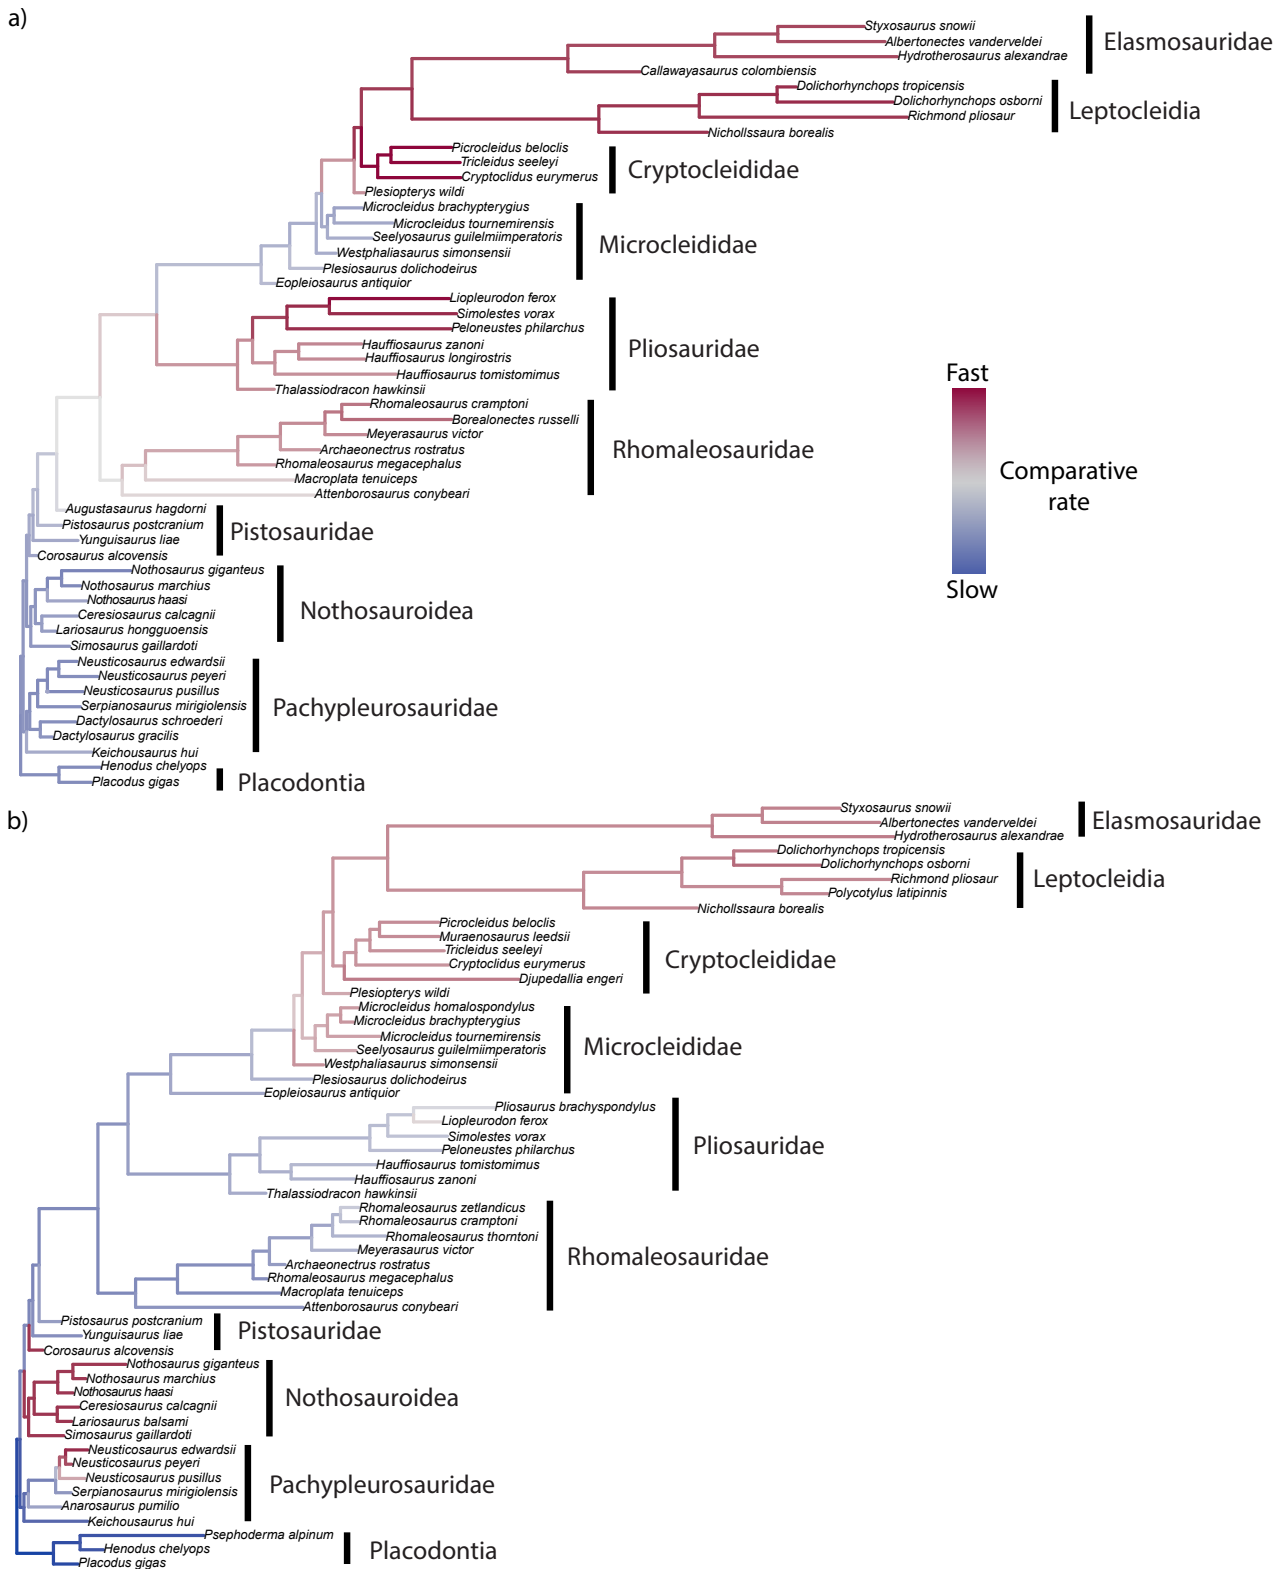 a)
Styxosaurus snowii
Albertonectes vanderveldei
Hydrotherosaurus alexandrae
Elasmosauridae
Callawayasaurus colombiensis
Dolichorhynchops tropicensis
Dolichorhynchops osborni
Richmond pliosaur
Leptocleidia
Nichollssaura borealis
Picrocleidus beloclis
Tricleidus seeleyi
Cryptoclidus eurymerus
Cryptocleididae
Plesiopterys wildi
Microcleidus brachypterygius
Microcleidus tournemirensis
Seelyosaurus guilelmiimperatoris
Westphaliasaurus simonsensii
Microcleididae
Plesiosaurus dolichodeirus
Eopleiosaurus antiquior
Liopleurodon ferox
Simolestes vorax
Peloneustes philarchus
Hauffiosaurus zanoni
Hauffiosaurus longirostris
Pliosauridae
Hauffiosaurus tomistomimus
Thalassiodracon hawkinsii
Fast
Rhomaleosaurus cramptoni
Borealonectes russelli
Meyerasaurus victor
Archaeonectrus rostratus
Rhomaleosauridae
Rhomaleosaurus megacephalus
Macroplata tenuiceps
Attenborosaurus conybeari
Comparative
rate
Slow
Augustasaurus hagdorni
Pistosaurus postcranium
Yunguisaurus liae
Pistosauridae
Corosaurus alcovensis
Nothosaurus giganteus
Nothosaurus marchius
Nothosaurus haasi
Nothosauroidea
Ceresiosaurus calcagnii
Lariosaurus hongguoensis
Simosaurus gaillardoti
Neusticosaurus edwardsii
Neusticosaurus peyeri
Neusticosaurus pusillus
Serpianosaurus mirigiolensis
Pachypleurosauridae
Dactylosaurus schroederi
Dactylosaurus gracilis
Keichousaurus hui
Henodus chelyops
Placodus gigas
Placodontia
b)
Styxosaurus snowii
Albertonectes vanderveldei
Hydrotherosaurus alexandrae
Elasmosauridae
Dolichorhynchops tropicensis
Dolichorhynchops osborni
Richmond pliosaur
Polycotylus latipinnis
Leptocleidia
Nichollssaura borealis
Picrocleidus beloclis
Muraenosaurus leedsii
Tricleidus seeleyi
Cryptoclidus eurymerus
Cryptocleididae
Djupedallia engeri
Plesiopterys wildi
Microcleidus homalospondylus
Microcleidus brachypterygius
Microcleidus tournemirensis
Seelyosaurus guilelmiimperatoris
Microcleididae
Westphaliasaurus simonsensii
Plesiosaurus dolichodeirus
Eopleiosaurus antiquior
Pliosaurus brachyspondylus
Liopleurodon ferox
Simolestes vorax
Peloneustes philarchus
Pliosauridae
Hauffiosaurus tomistomimus
Hauffiosaurus zanoni
Thalassiodracon hawkinsii
Rhomaleosaurus zetlandicus
Rhomaleosaurus cramptoni
Rhomaleosaurus thorntoni
Meyerasaurus victor
Rhomaleosauridae
Archaeonectrus rostratus
Rhomaleosaurus megacephalus
Macroplata tenuiceps
Attenborosaurus conybeari
Pistosaurus postcranium
Yunguisaurus liae
Pistosauridae
Corosaurus alcovensis
Nothosaurus giganteus
Nothosaurus marchius
Nothosaurus haasi
Nothosauroidea
Ceresiosaurus calcagnii
Lariosaurus balsami
Simosaurus gaillardoti
Neusticosaurus edwardsii
Neusticosaurus peyeri
Neusticosaurus pusillus
Pachypleurosauridae
Serpianosaurus mirigiolensis
Anarosaurus pumilio
Keichousaurus hui
Psephoderma alpinum
Henodus chelyops
Placodontia
Placodus gigas